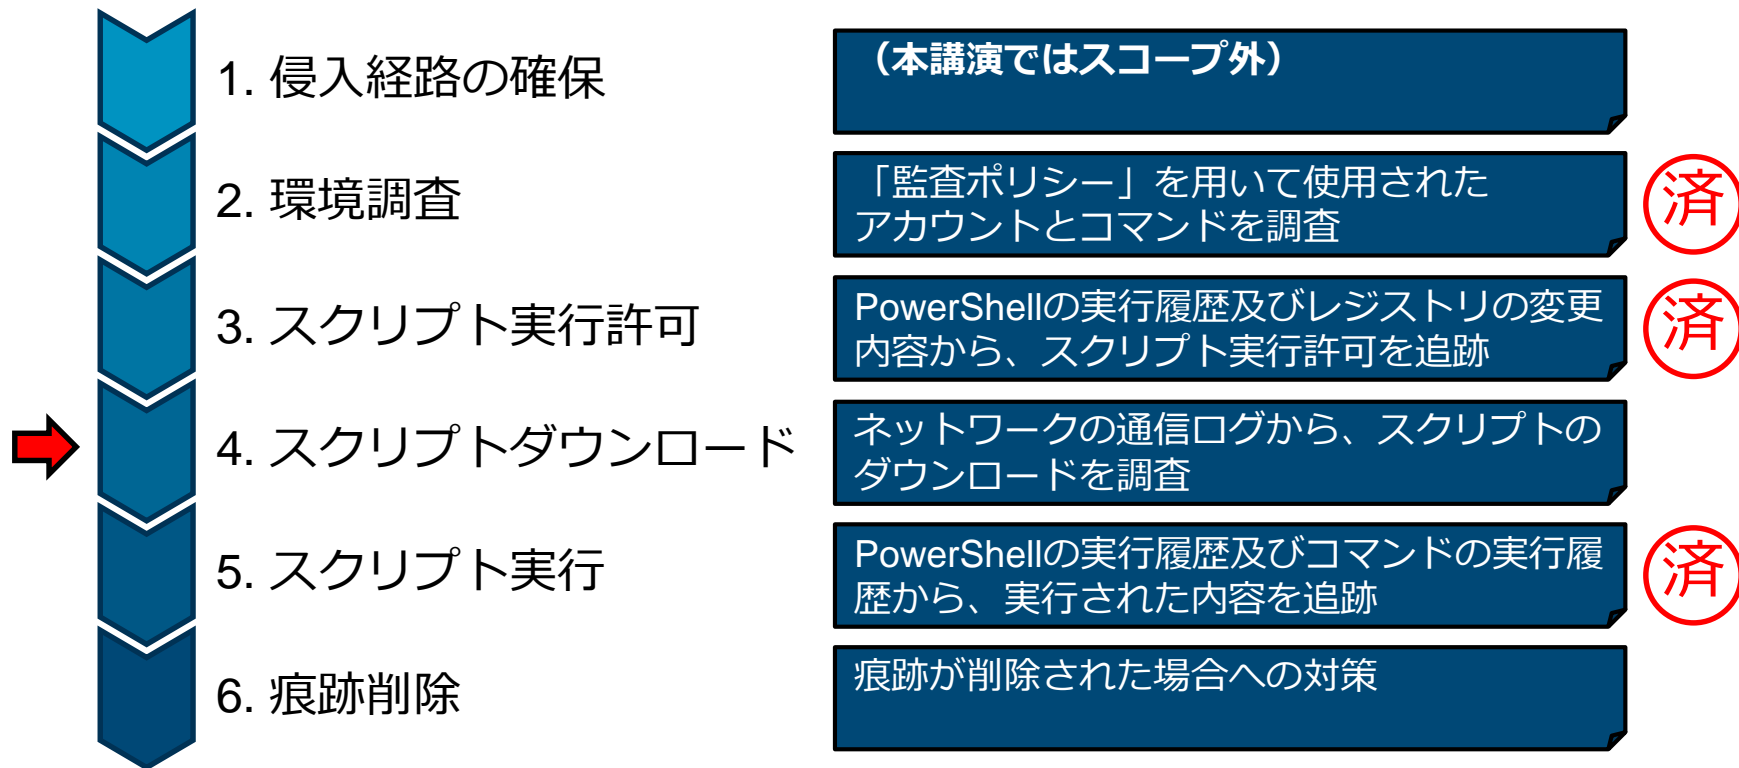 1. 侵入経路の確保
（本講演ではスコープ外）
2. 環境調査
「監査ポリシー」を用いて使用された
アカウントとコマンドを調査
済
3. スクリプト実行許可
PowerShellの実行履歴及びレジストリの変更
内容から、スクリプト実行許可を追跡
済
4. スクリプトダウンロード
ネットワークの通信ログから、スクリプトの
ダウンロードを調査
5. スクリプト実行
PowerShellの実行履歴及びコマンドの実行履
歴から、実行された内容を追跡
済
6. 痕跡削除
痕跡が削除された場合への対策